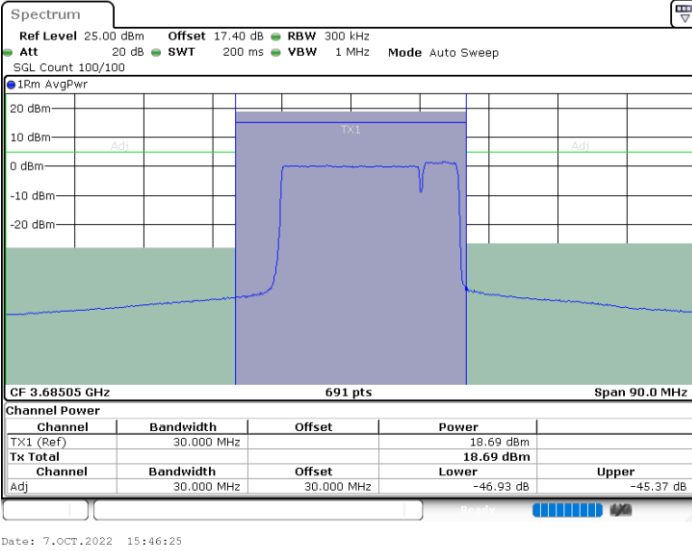 Spectrum
Ref Level 25.00 dBm Offset 17.40 dB RBW 300 kHz
Att 20 dB SWT 200 ms VBW 1 MHz Mode Auto Sweep
SGL Count 100/100
1Rm AvgPwr
20 dBm
TX1
10 dBm
Adj Adj
0 dBm
-10 dBm
-20 dBm
CF 3.68505 GHz 691 pts Span 90.0 MHz
Channel Power
Channel Bandwidth Offset Power
TX1 (Ref) 30.000 MHz 18.69 dBm
Tx Total 18.69 dBm
Channel Bandwidth Offset Lower Upper
Adj 30.000 MHz 30.000 MHz -46.93 dB -45.37 dB
Ready
Date: 7.OCT.2022 15:46:25